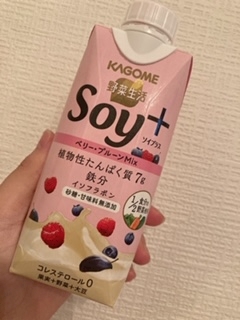 KAGOME
野菜生活
Soy+
ソイプラス
ベリー・プルーンMix
植物性たんぱく質7g
鉄分
イソフラボン
砂糖・甘味料無添加
コレステロール0
果実+野菜+大豆